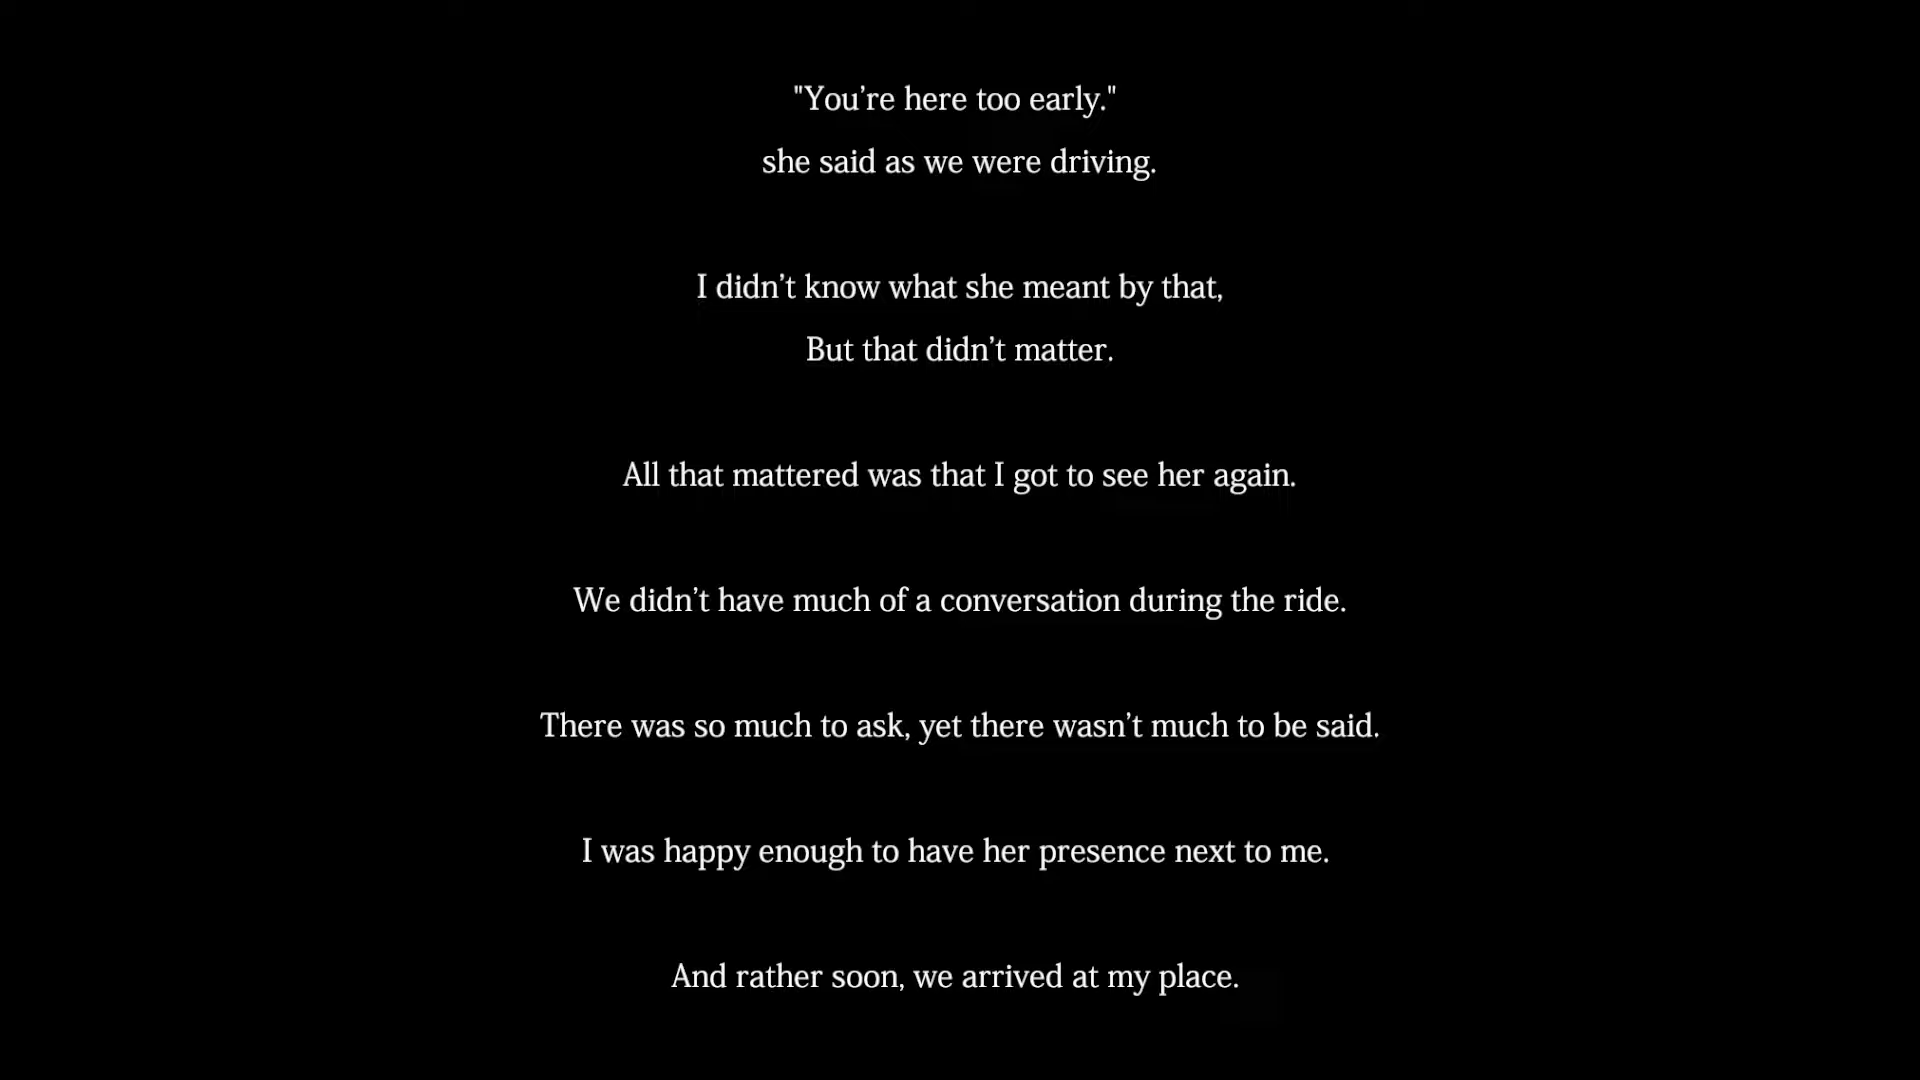 "You’re here too early."
she said as we were driving.
I didn’t know what she meant by that,
But that didn’t matter.
All that mattered was that I got to see her again.
We didn’t have much of a conversation during the ride.
There was so much to ask, yet there wasn’t much to be said.
I was happy enough to have her presence next to me.
And rather soon, we arrived at my place.